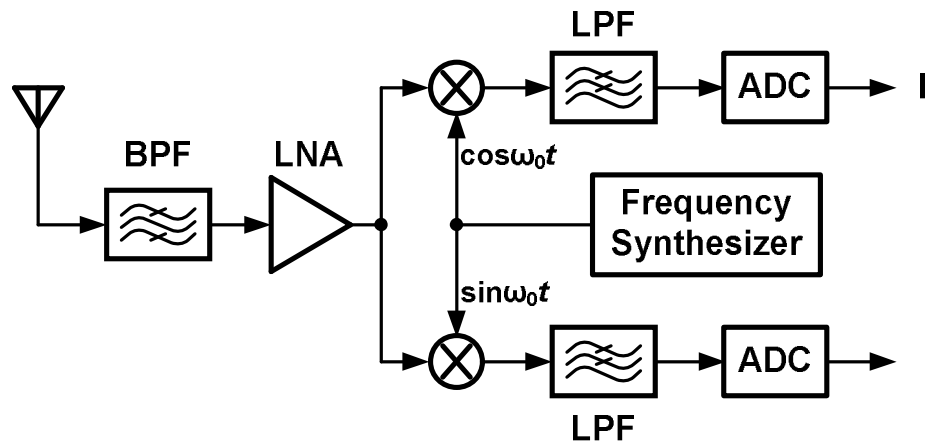 LPF
ADC
I
BPF
LNA
cosω₀t
Frequency
Synthesizer
sinω₀t
ADC
LPF